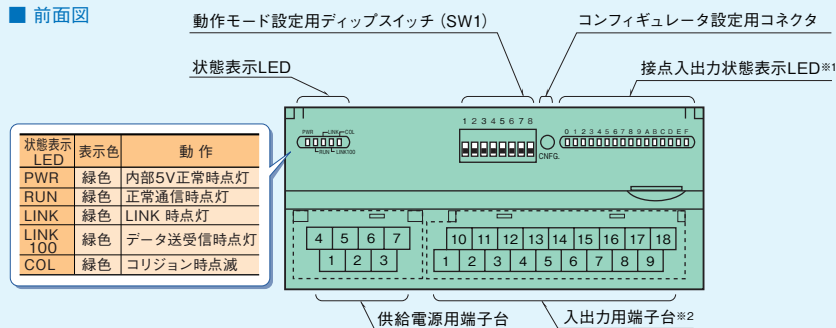 ■ 前面図
動作モード設定用ディップスイッチ（SW1）
コンフィギュレータ設定用コネクタ
状態表示LED
接点入出力状態表示LED※1
1 2 3 4 5 6 7 8
PWR LINK COL
RUN LINK100
CNFG.
0 1 2 3 4 5 6 7 8 9 A B C D E F
状態表示LED 表示色 動 作
PWR 緑色 内部5V正常時点灯
RUN 緑色 正常通信時点灯
LINK 緑色 LINK 時点灯
LINK 100 緑色 データ送受信時点灯
COL 緑色 コリジョン時点滅
4 5 6 7
1 2 3
10 11 12 13 14 15 16 17 18
1 2 3 4 5 6 7 8 9
供給電源用端子台
入出力用端子台※2